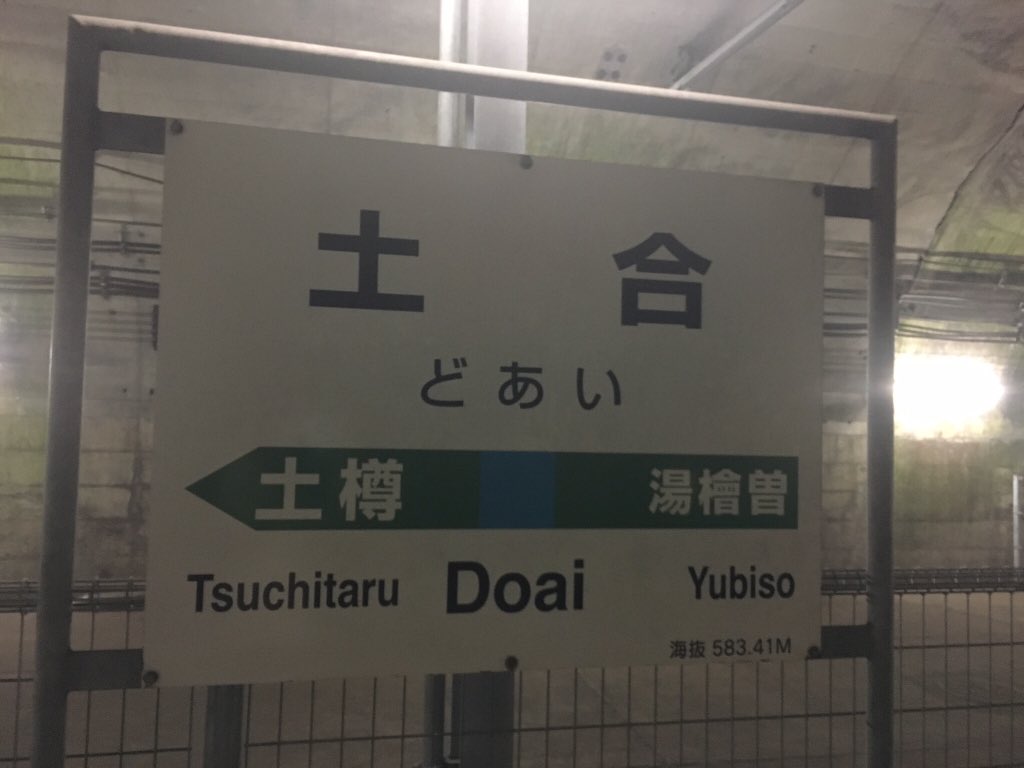 土合
どあい
土樽 湯檜曽
Tsuchitaru Doai Yubiso
海抜 583.41M